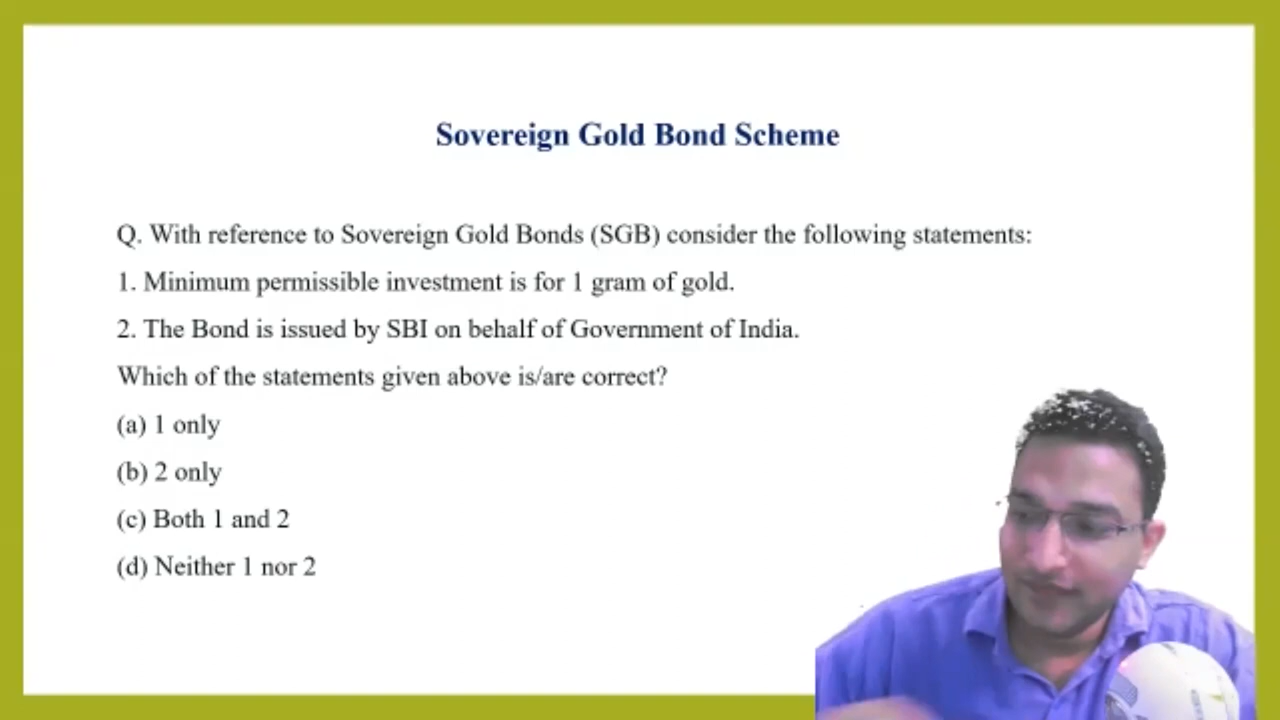 Sovereign Gold Bond Scheme
Q. With reference to Sovereign Gold Bonds (SGB) consider the following statements:
1. Minimum permissible investment is for 1 gram of gold.
2. The Bond is issued by SBI on behalf of Government of India.
Which of the statements given above is/are correct?
(a) 1 only
(b) 2 only
(c) Both 1 and 2
(d) Neither 1 nor 2